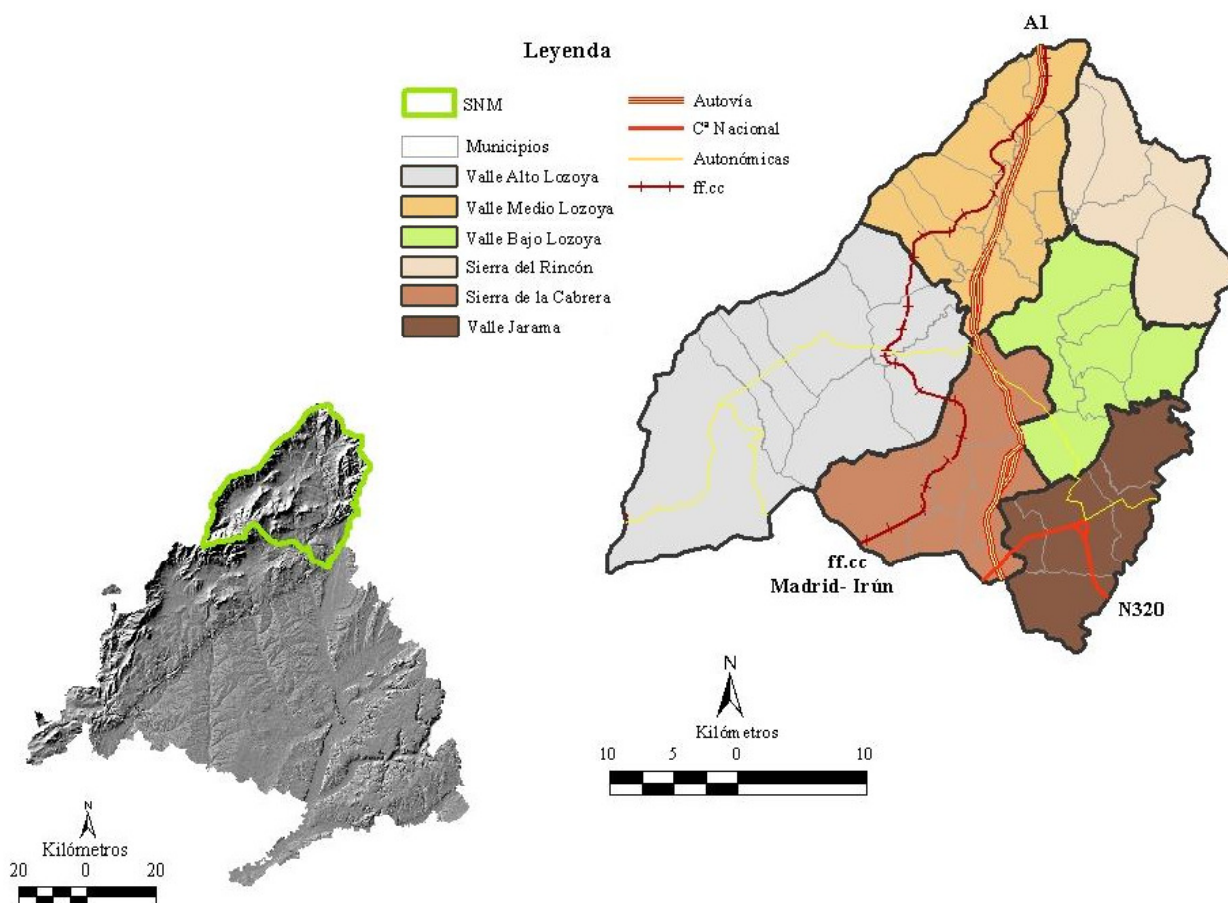 Leyenda
SNM
Municipios
Valle Alto Lozoya
Valle Medio Lozoya
Valle Bajo Lozoya
Sierra del Rincón
Sierra de la Cabrera
Valle Jarama
Autovía
Cª Nacional
Autonómicas
ff.cc
A1
ff.cc
Madrid- Irún
N320
N
Kilómetros
10 5 0 10
N
Kilómetros
20 0 20